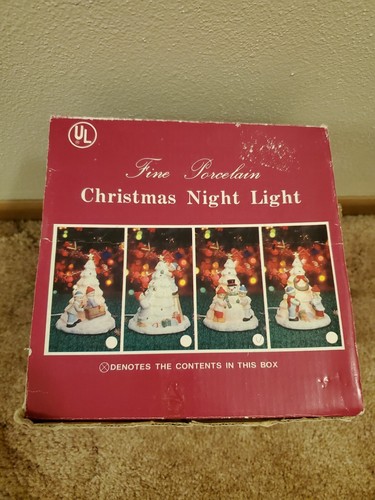 UL
Fine Porcelain
Christmas Night Light
ⓧ DENOTES THE CONTENTS IN THIS BOX